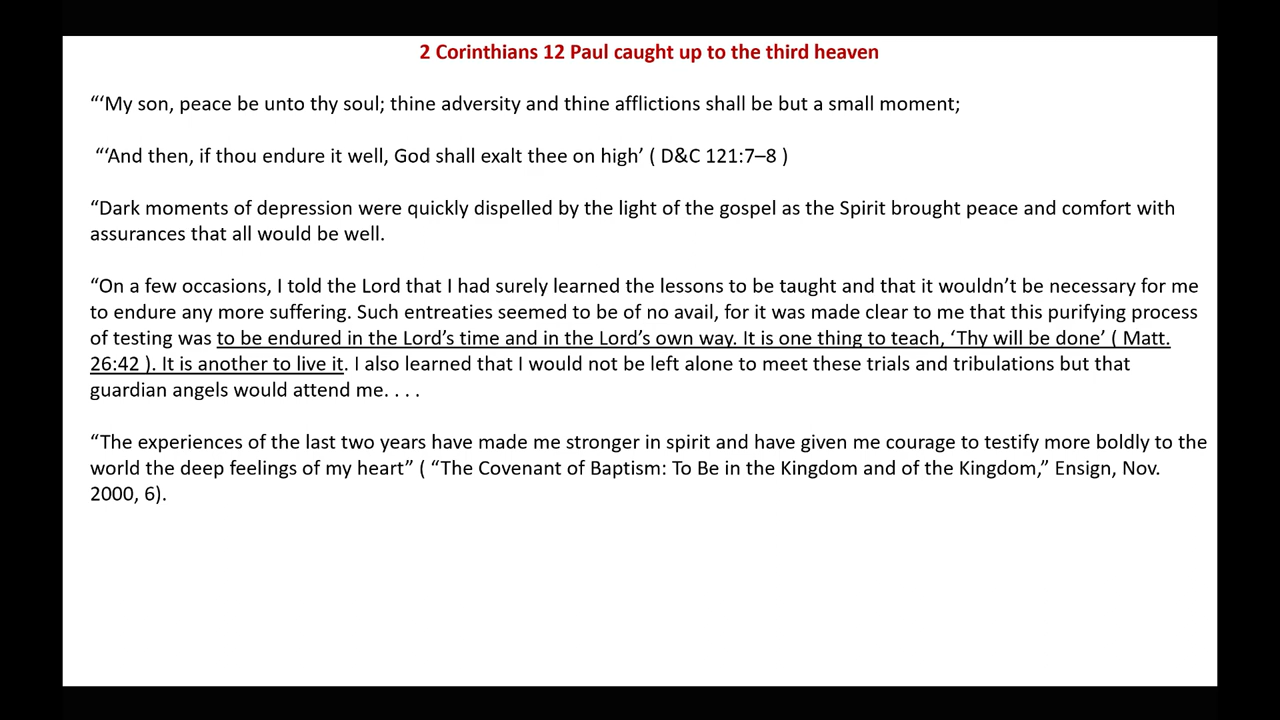 2 Corinthians 12 Paul caught up to the third heaven
“‘My son, peace be unto thy soul; thine adversity and thine afflictions shall be but a small moment;
“‘And then, if thou endure it well, God shall exalt thee on high’ ( D&C 121:7–8 )
“Dark moments of depression were quickly dispelled by the light of the gospel as the Spirit brought peace and comfort with
assurances that all would be well.
“On a few occasions, I told the Lord that I had surely learned the lessons to be taught and that it wouldn’t be necessary for me
to endure any more suffering. Such entreaties seemed to be of no avail, for it was made clear to me that this purifying process
of testing was to be endured in the Lord’s time and in the Lord’s own way. It is one thing to teach, ‘Thy will be done’ ( Matt.
26:42 ). It is another to live it. I also learned that I would not be left alone to meet these trials and tribulations but that
guardian angels would attend me. . . .
“The experiences of the last two years have made me stronger in spirit and have given me courage to testify more boldly to the
world the deep feelings of my heart” ( “The Covenant of Baptism: To Be in the Kingdom and of the Kingdom,” Ensign, Nov.
2000, 6).